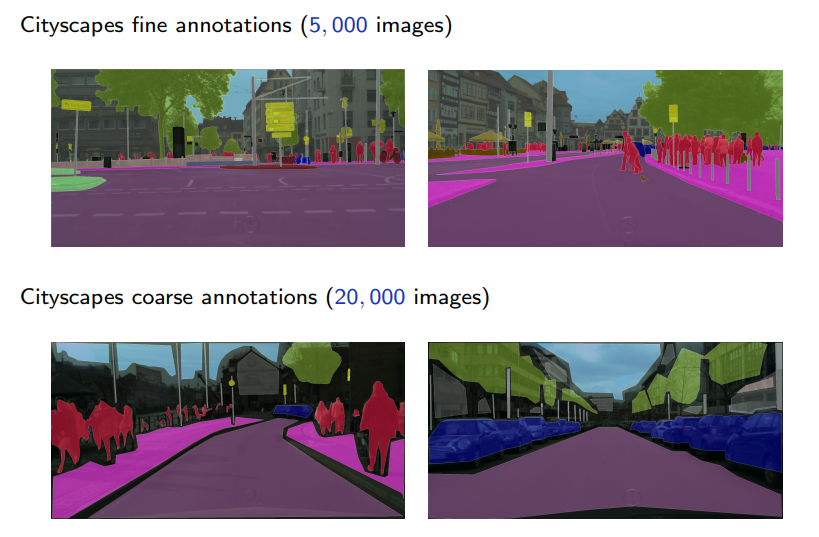 Cityscapes fine annotations (5, 000 images)
Cityscapes coarse annotations (20, 000 images)